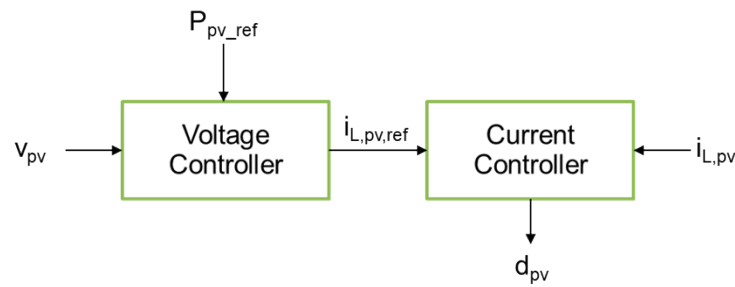 P_pv_ref
v_pv
Voltage
Controller
i_L,pv,ref
Current
Controller
i_L,pv
d_pv